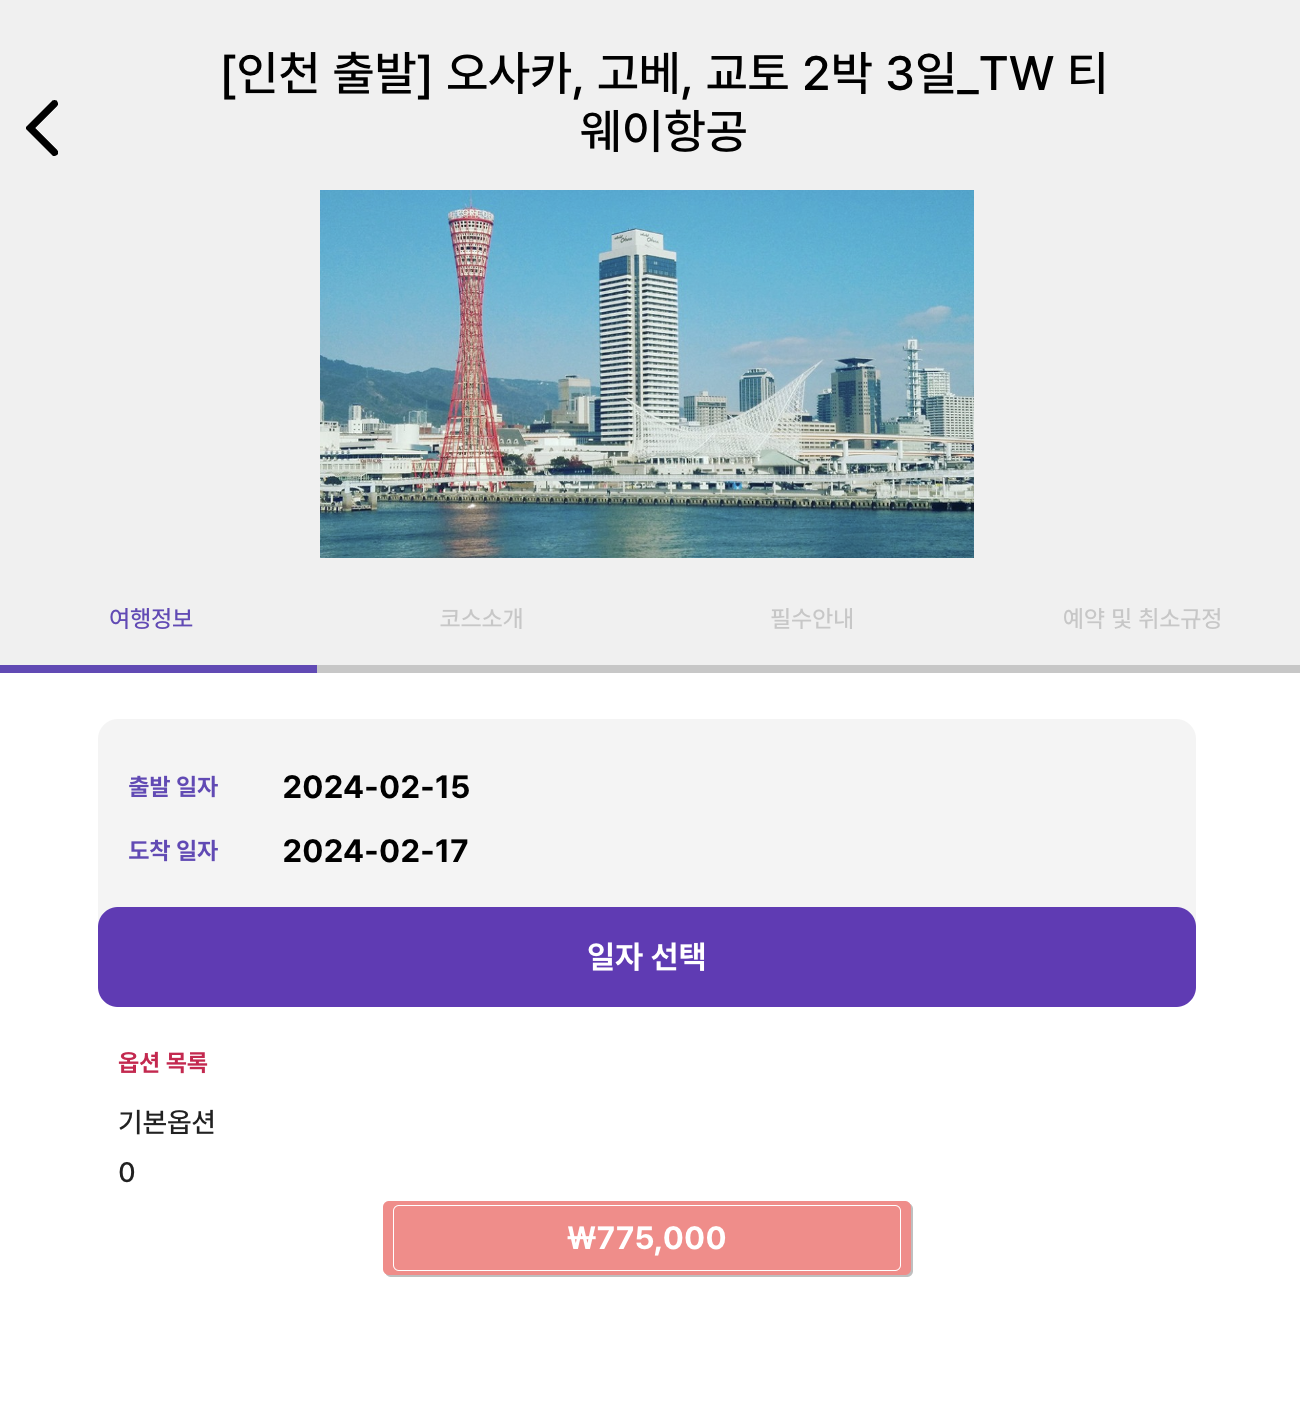 [인천 출발] 오사카, 고베, 교토 2박 3일_TW 티
웨이항공
여행정보
코스소개
필수안내
예약 및 취소규정
출발 일자 2024-02-15
도착 일자 2024-02-17
일자 선택
옵션 목록
기본옵션
0
₩775,000